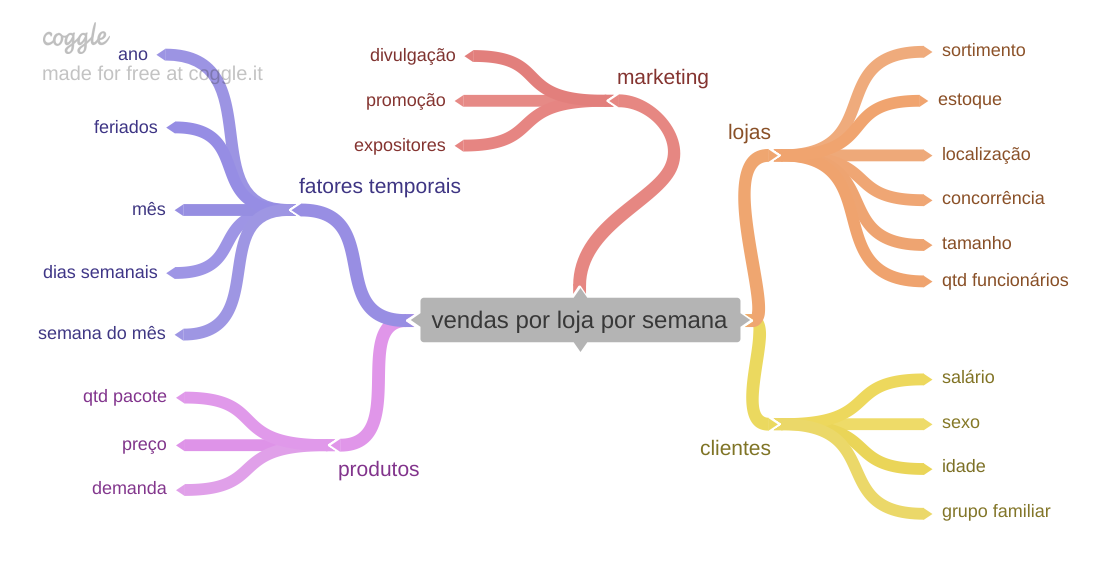 coggle
made for free at coggle.it
ano
feriados
mês
dias semanais
semana do mês
fatores temporais
divulgação
promoção
expositores
marketing
lojas
sortimento
estoque
localização
concorrência
tamanho
qtd funcionários
vendas por loja por semana
qtd pacote
preço
demanda
produtos
clientes
salário
sexo
idade
grupo familiar